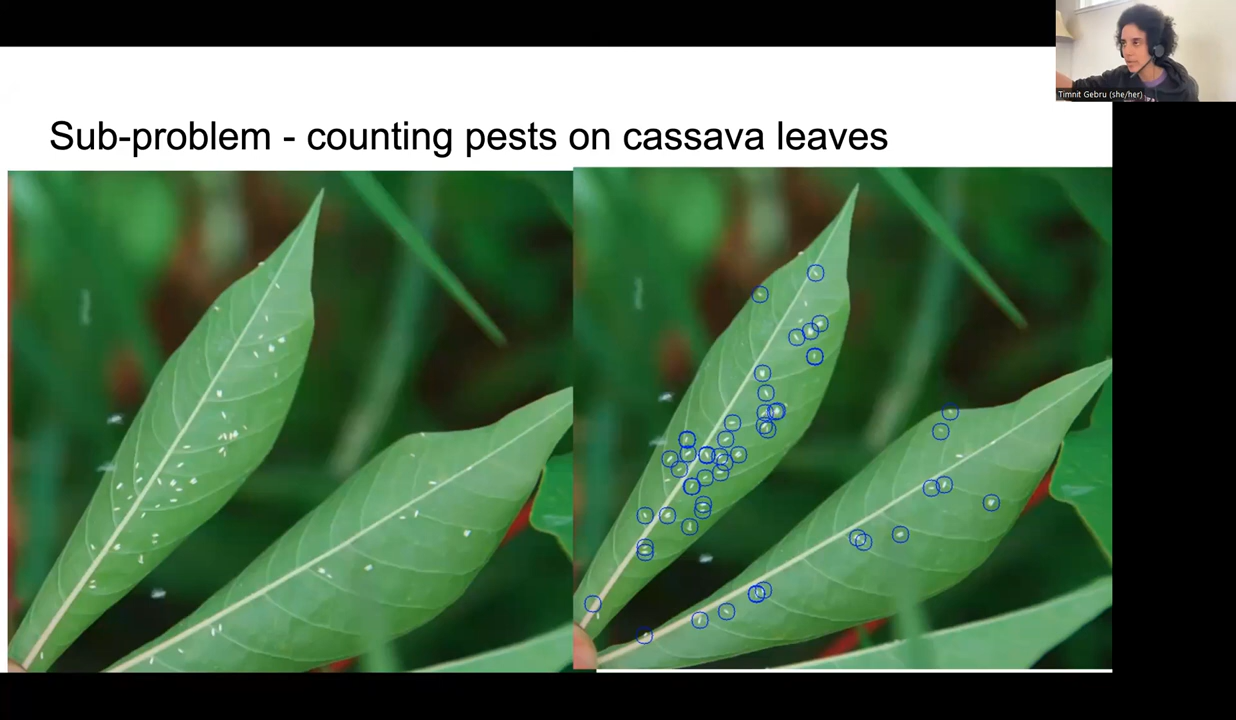 Timnit Gebru (she/her)
Sub-problem - counting pests on cassava leaves